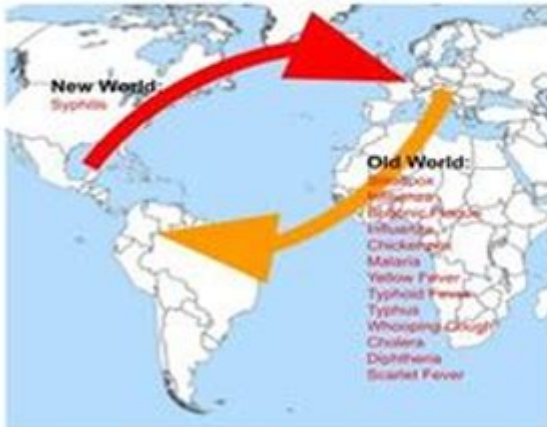 New World:
Syphilis
Old World:
Smallpox
Influenza
Bubonic Plague
Influenza
Chickenpox
Malaria
Yellow Fever
Typhoid Fever
Typhus
Whooping Cough
Cholera
Diphtheria
Scarlet Fever